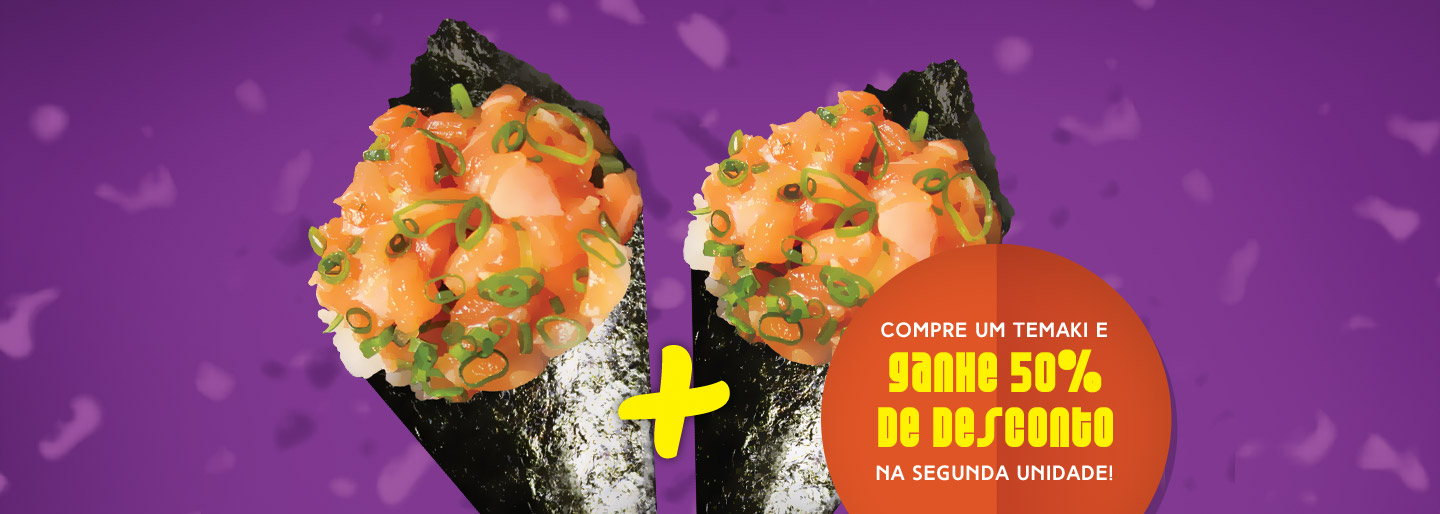 COMPRE UM TEMAKI E
GANHE 50%
DE DESCONTO
NA SEGUNDA UNIDADE!